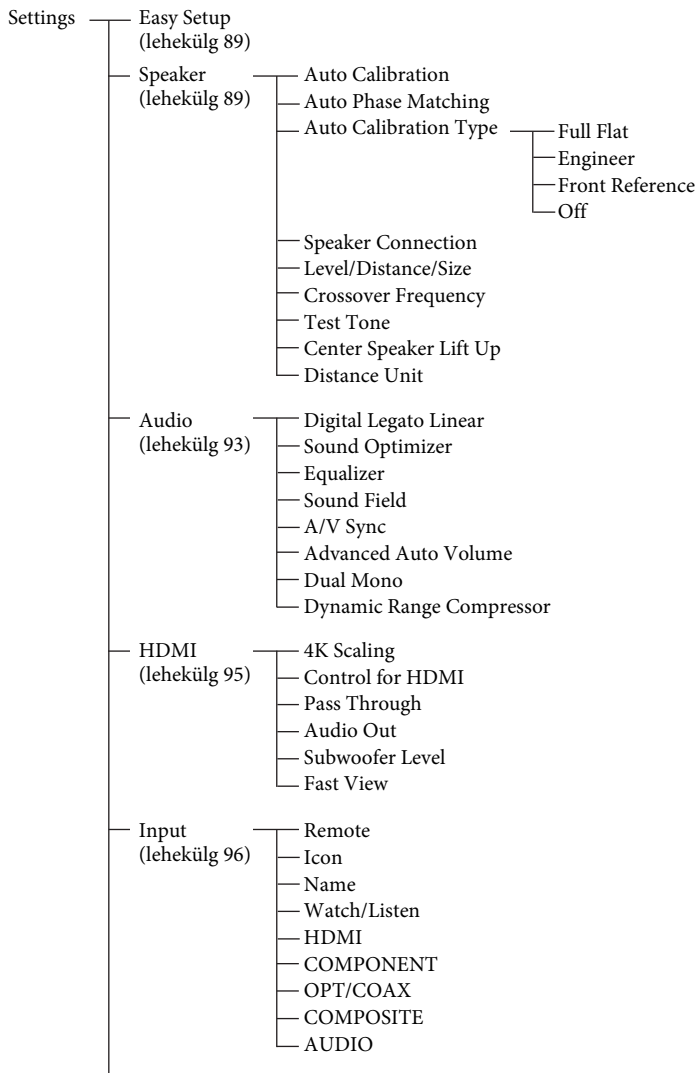 Settings
Easy Setup
(lehekülg 89)
Speaker
(lehekülg 89)
Auto Calibration
Auto Phase Matching
Auto Calibration Type
Full Flat
Engineer
Front Reference
Off
Speaker Connection
Level/Distance/Size
Crossover Frequency
Test Tone
Center Speaker Lift Up
Distance Unit
Audio
(lehekülg 93)
Digital Legato Linear
Sound Optimizer
Equalizer
Sound Field
A/V Sync
Advanced Auto Volume
Dual Mono
Dynamic Range Compressor
HDMI
(lehekülg 95)
4K Scaling
Control for HDMI
Pass Through
Audio Out
Subwoofer Level
Fast View
Input
(lehekülg 96)
Remote
Icon
Name
Watch/Listen
HDMI
COMPONENT
OPT/COAX
COMPOSITE
AUDIO